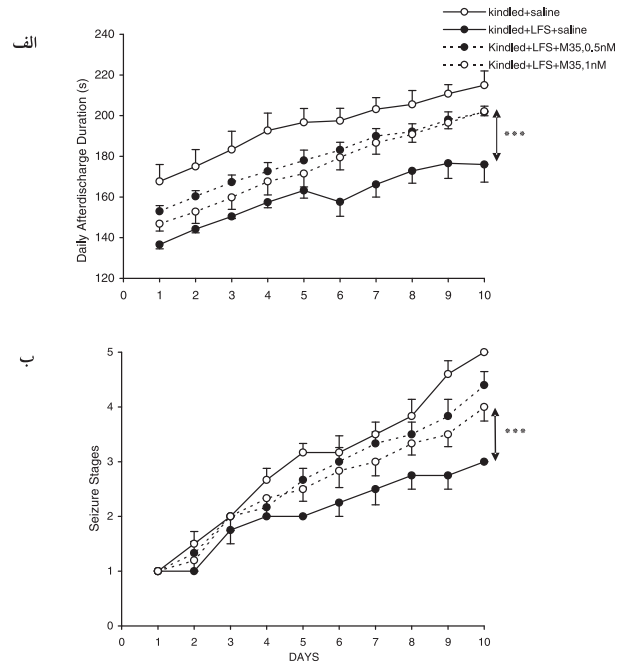 kindled+saline
kindled+LFS+saline
Kindled+LFS+M35,0.5nM
Kindled+LFS+M35,1nM
الف
Daily Afterdischarge Duration (s)
240
220
200
180
160
140
120
***
0 1 2 3 4 5 6 7 8 9 10
ب
Seizure Stages
5
4
3
2
1
0
***
0 1 2 3 4 5 6 7 8 9 10
DAYS